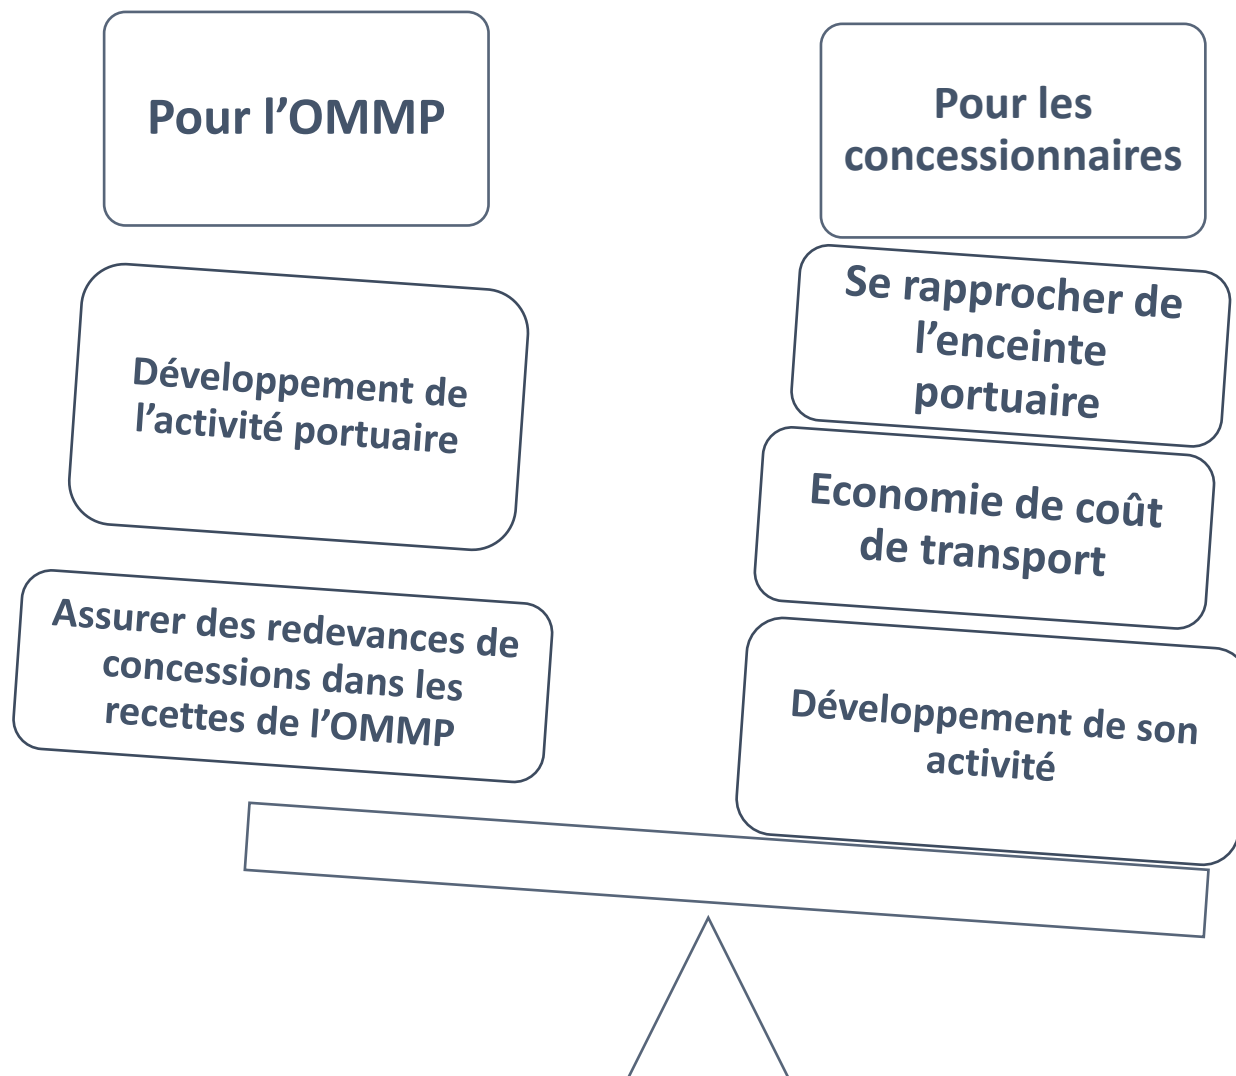 Pour l’OMMP
Développement de
l’activité portuaire
Assurer des redevances de
concessions dans les
recettes de l’OMMP
Pour les
concessionnaires
Se rapprocher de
l’enceinte
portuaire
Economie de coût
de transport
Développement de son
activité